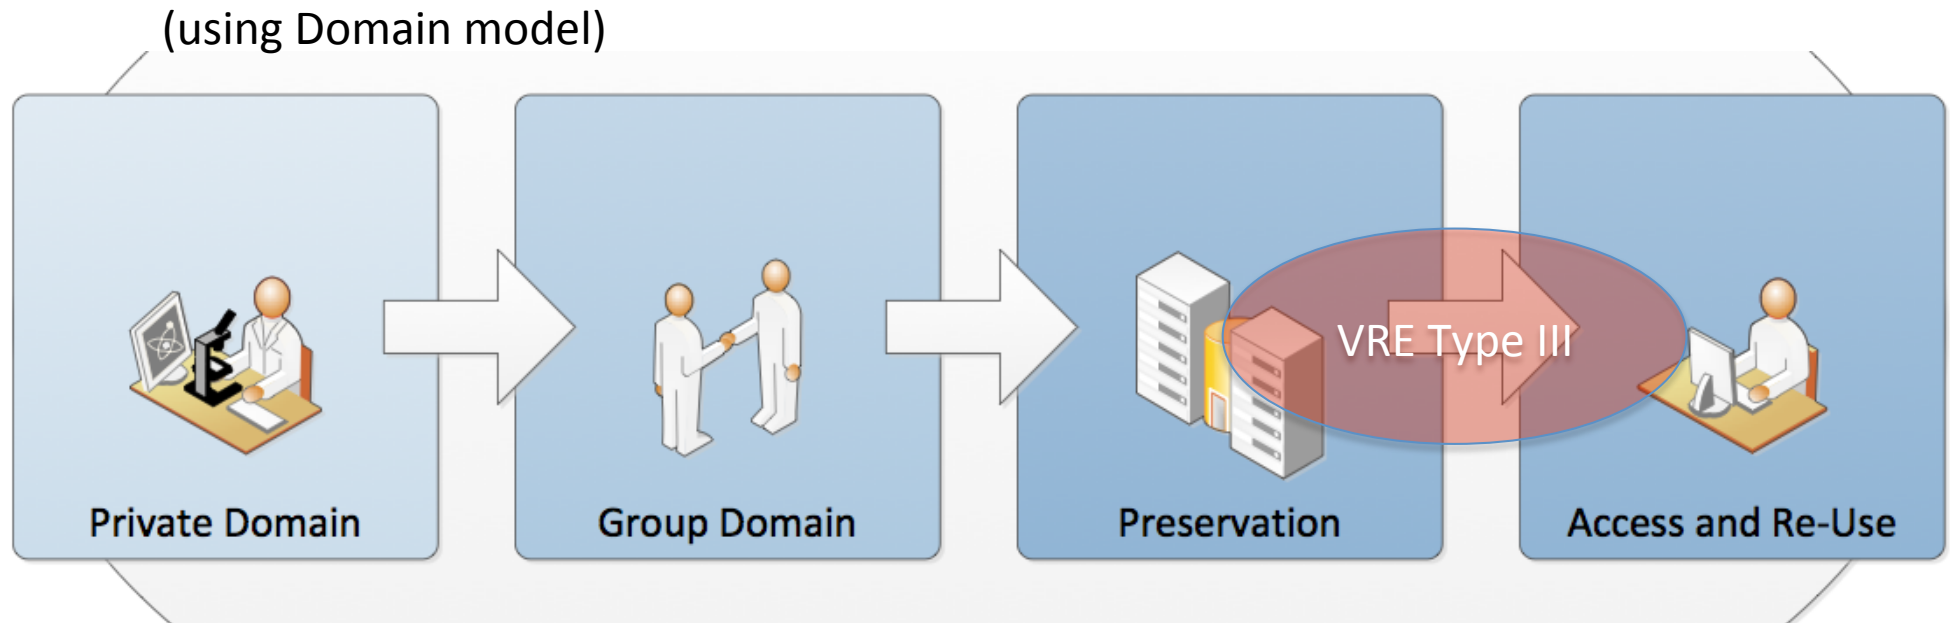 (using Domain model)
VRE Type III
Private Domain
Group Domain
Preservation
Access and Re-Use